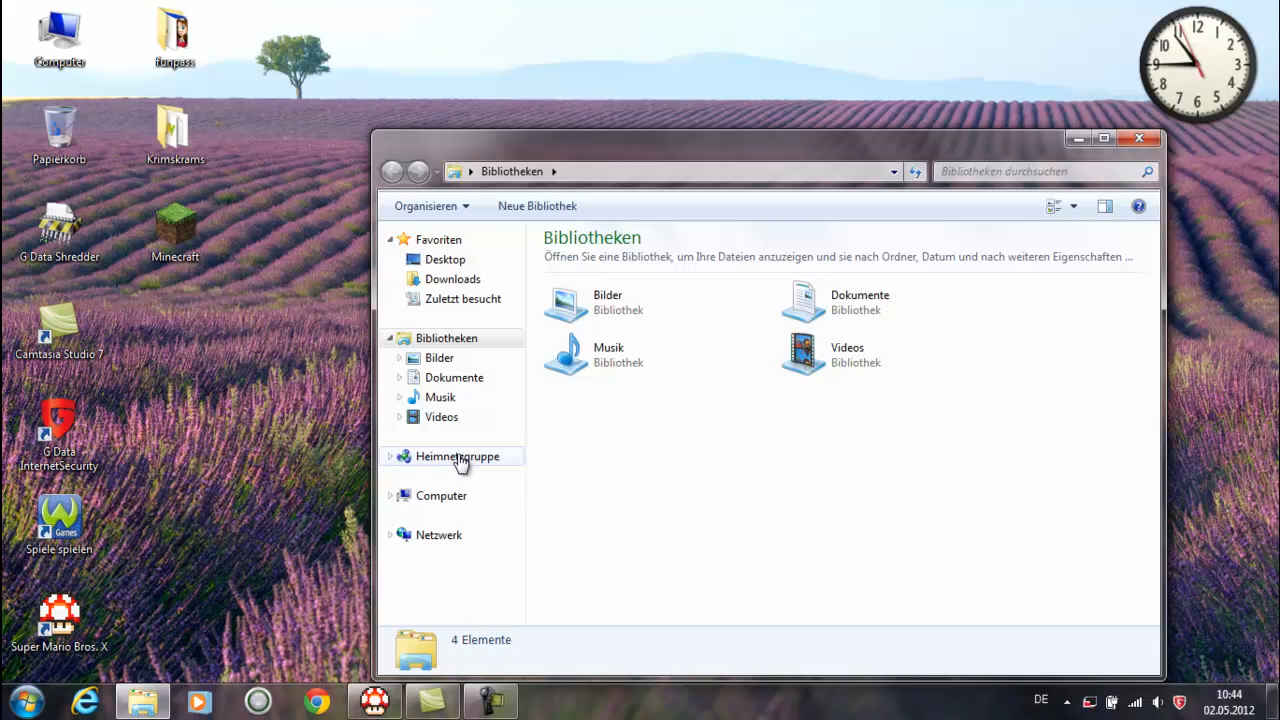 Computer
funpass
Papierkorb
Krimskrams
G Data Shredder
Minecraft
Camtasia Studio 7
G Data
InternetSecurity
Games
Spiele spielen
Super Mario Bros. X
12
1
2
3
4
5
6
7
8
9
10
11
Bibliotheken
Bibliotheken durchsuchen
Organisieren
Neue Bibliothek
Favoriten
Desktop
Downloads
Zuletzt besucht
Bibliotheken
Bilder
Dokumente
Musik
Videos
Heimnetzgruppe
Computer
Netzwerk
Bibliotheken
Öffnen Sie eine Bibliothek, um Ihre Dateien anzuzeigen und sie nach Ordner, Datum und nach weiteren Eigenschaften ...
Bilder
Bibliothek
Dokumente
Bibliothek
Musik
Bibliothek
Videos
Bibliothek
4 Elemente
DE
10:44
02.05.2012